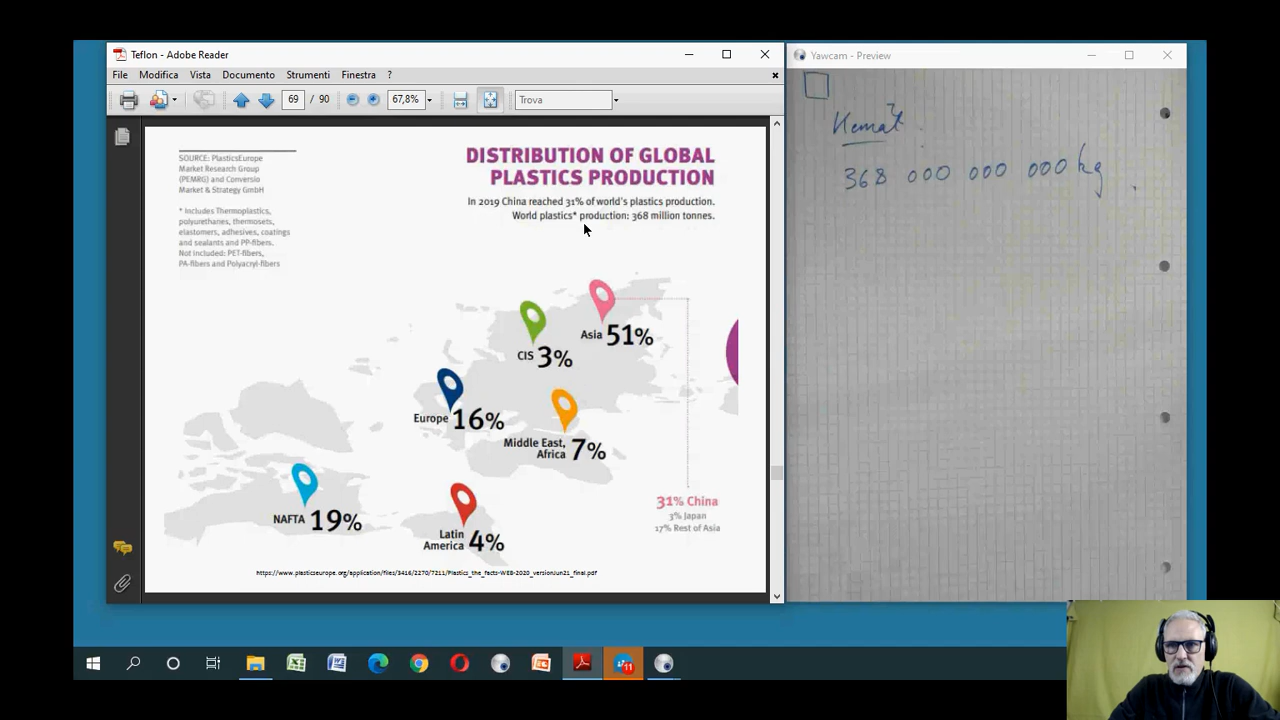 Teflon - Adobe Reader
File Modifica Vista Documento Strumenti Finestra ?
69 / 90 67,8% Trova
SOURCE: PlasticsEurope
Market Research Group
(PEMRG) and Conversio
Market & Strategy GmbH
* Includes Thermoplastics,
polyurethanes, thermosets,
elastomers, adhesives, coatings
and sealants and PP-fibers.
Not included: PET-fibers,
PA-fibers and Polyacryl-fibers
DISTRIBUTION OF GLOBAL
PLASTICS PRODUCTION
In 2019 China reached 31% of world's plastics production.
World plastics* production: 368 million tonnes.
Asia 51%
CIS 3%
Europe 16%
Middle East,
Africa 7%
NAFTA 19%
Latin
America 4%
31% China
3% Japan
17% Rest of Asia
Yawcam - Preview
368 000 000 000 kg
11